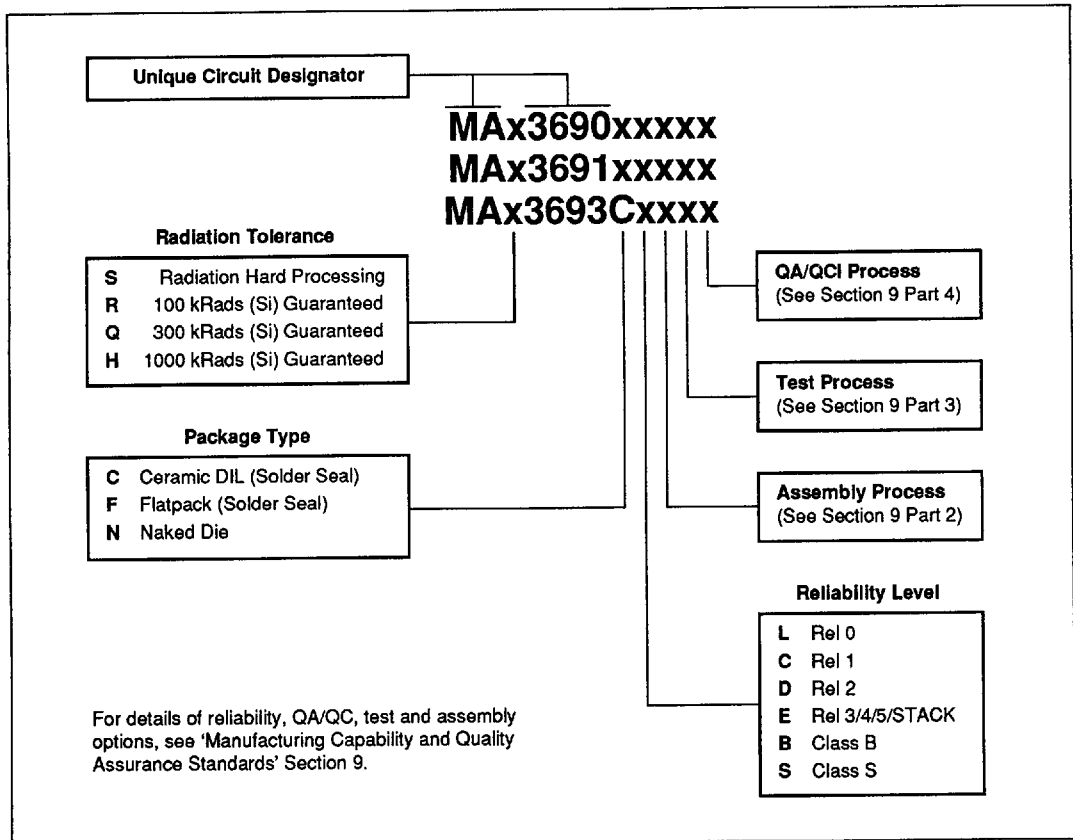 Unique Circuit Designator
MAx3690xxxxx
MAx3691xxxxx
MAx3693Cxxxx
Radiation Tolerance
S Radiation Hard Processing
R 100 kRads (Si) Guaranteed
Q 300 kRads (Si) Guaranteed
H 1000 kRads (Si) Guaranteed
Package Type
C Ceramic DIL (Solder Seal)
F Flatpack (Solder Seal)
N Naked Die
QA/QCI Process
(See Section 9 Part 4)
Test Process
(See Section 9 Part 3)
Assembly Process
(See Section 9 Part 2)
Reliability Level
L Rel 0
C Rel 1
D Rel 2
E Rel 3/4/5/STACK
B Class B
S Class S
For details of reliability, QA/QC, test and assembly
options, see 'Manufacturing Capability and Quality
Assurance Standards' Section 9.